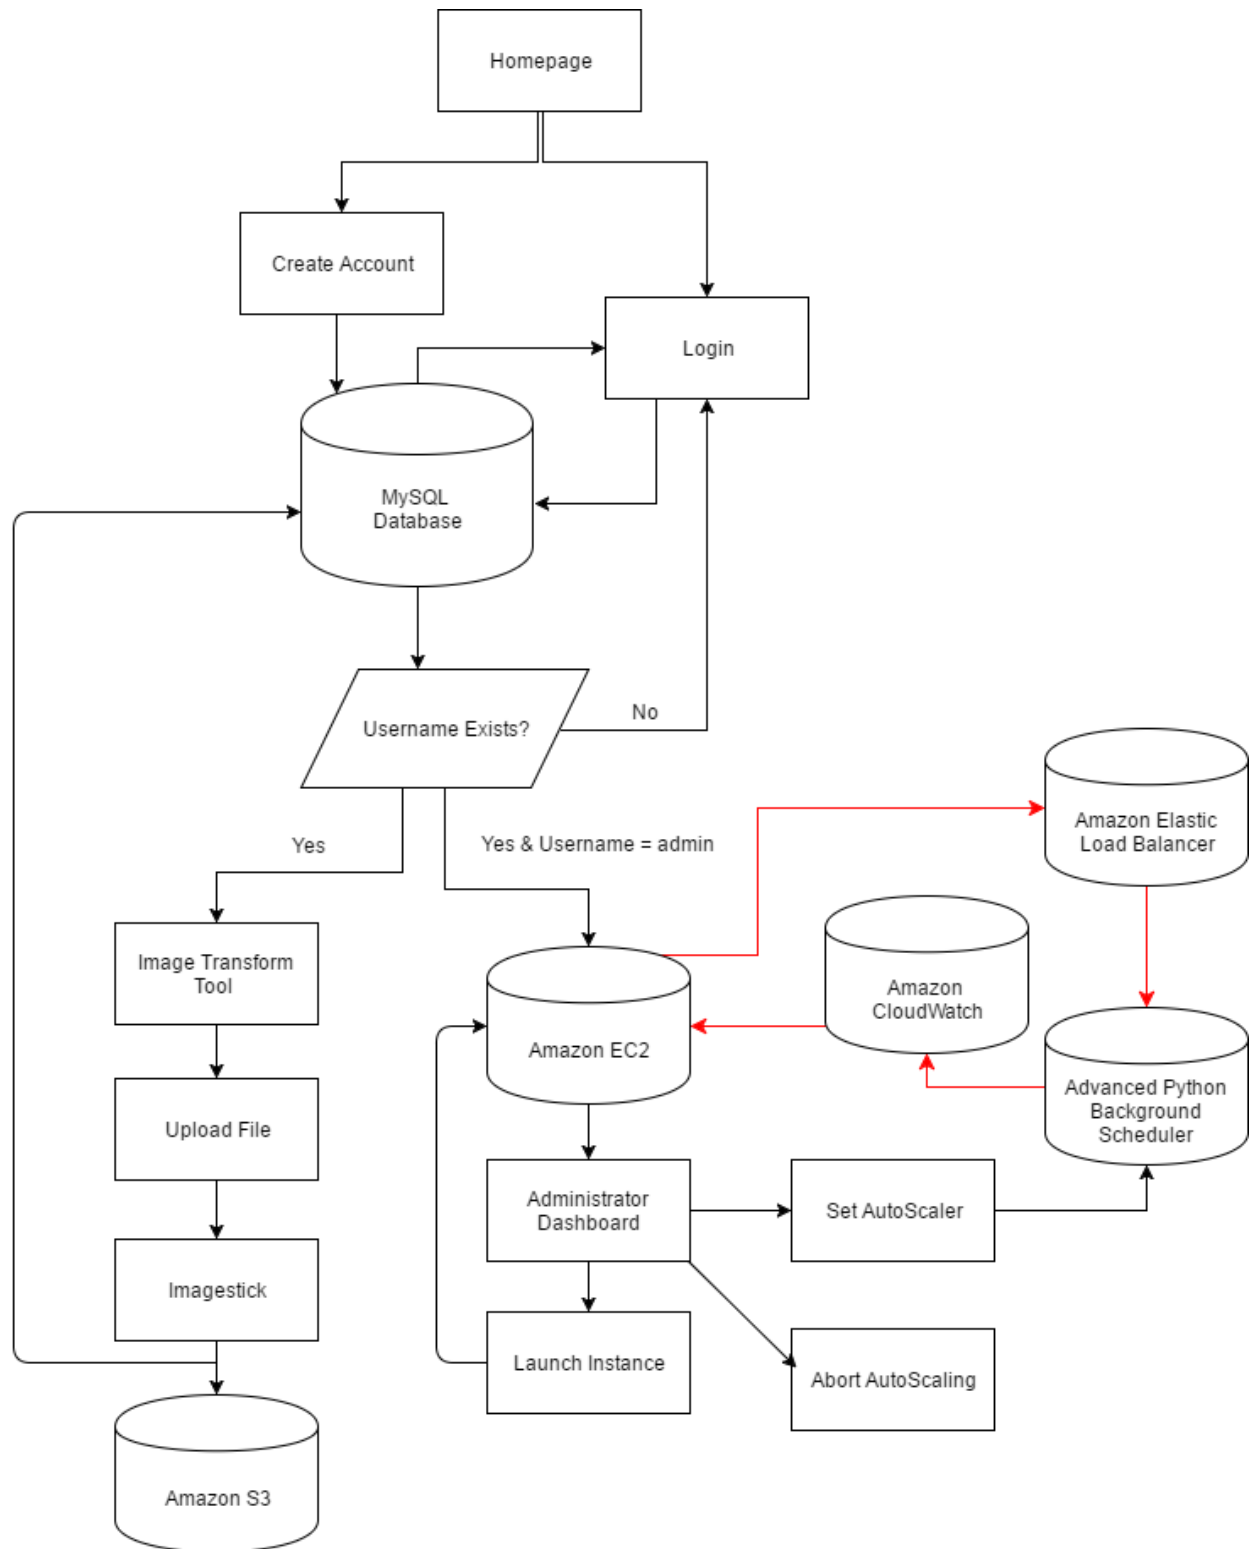 Homepage
Create Account
Login
MySQL
Database
Username Exists?
No
Yes
Yes & Username = admin
Amazon Elastic
Load Balancer
Image Transform
Tool
Amazon
CloudWatch
Amazon EC2
Advanced Python
Background
Scheduler
Upload File
Administrator
Dashboard
Set AutoScaler
Imagestick
Launch Instance
Abort AutoScaling
Amazon S3